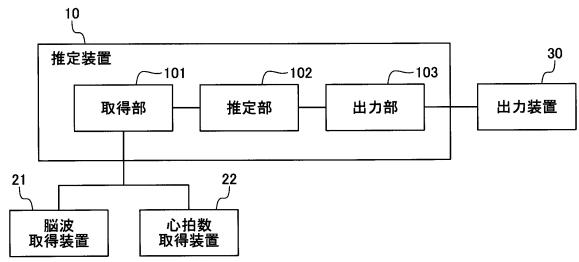 10
推定装置
101
102
103
30
取得部
推定部
出力部
出力装置
21
22
脳波
取得装置
心拍数
取得装置